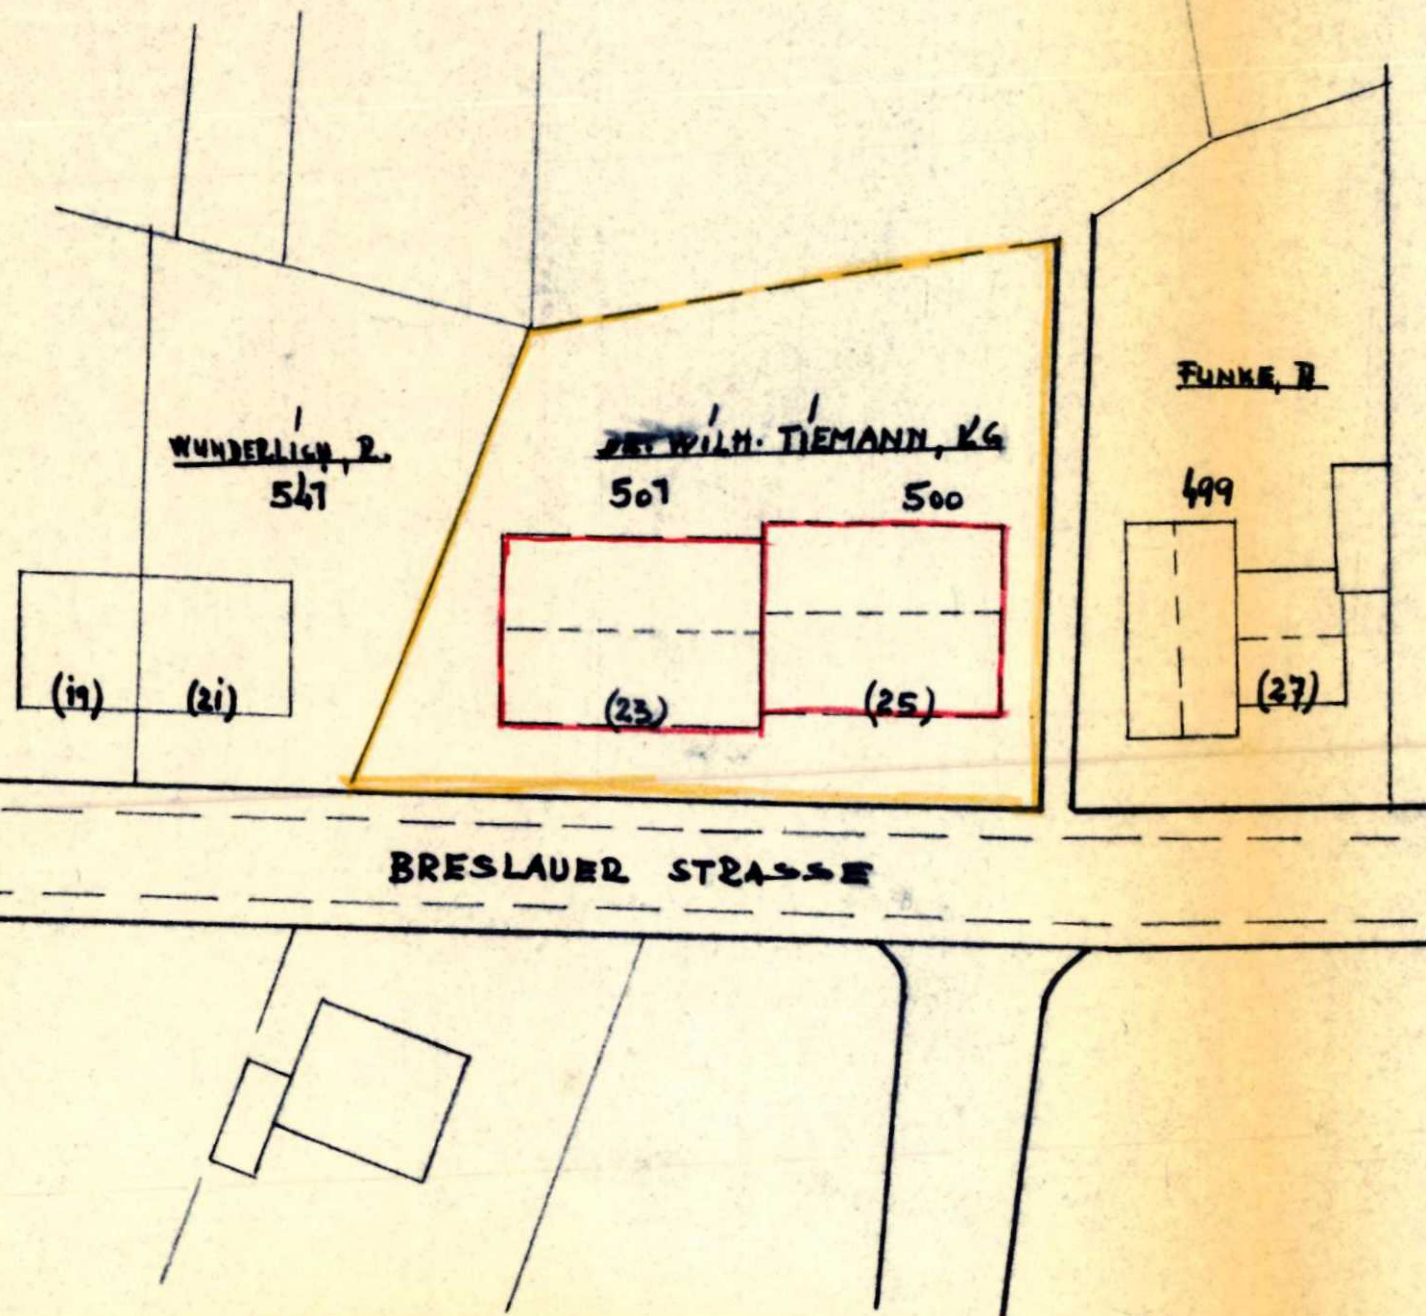 WUNDERLICH, R.
541
WILH. TIEMANN, KG
501
500
FUNKE, R
499
(19)
(21)
(23)
(25)
(27)
BRESLAUER STRASSE